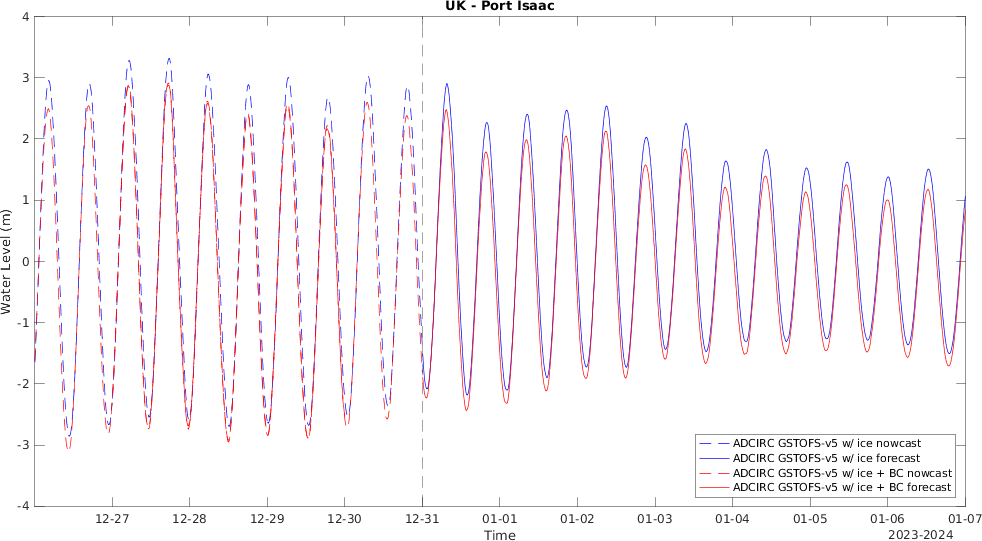 UK - Port Isaac
4
3
2
1
0
-1
-2
-3
-4
Water Level (m)
ADCIRC GSTOFS-v5 w/ ice nowcast
ADCIRC GSTOFS-v5 w/ ice forecast
ADCIRC GSTOFS-v5 w/ ice + BC nowcast
ADCIRC GSTOFS-v5 w/ ice + BC forecast
12-27 12-28 12-29 12-30 12-31 01-01 01-02 01-03 01-04 01-05 01-06 01-07
Time
2023-2024